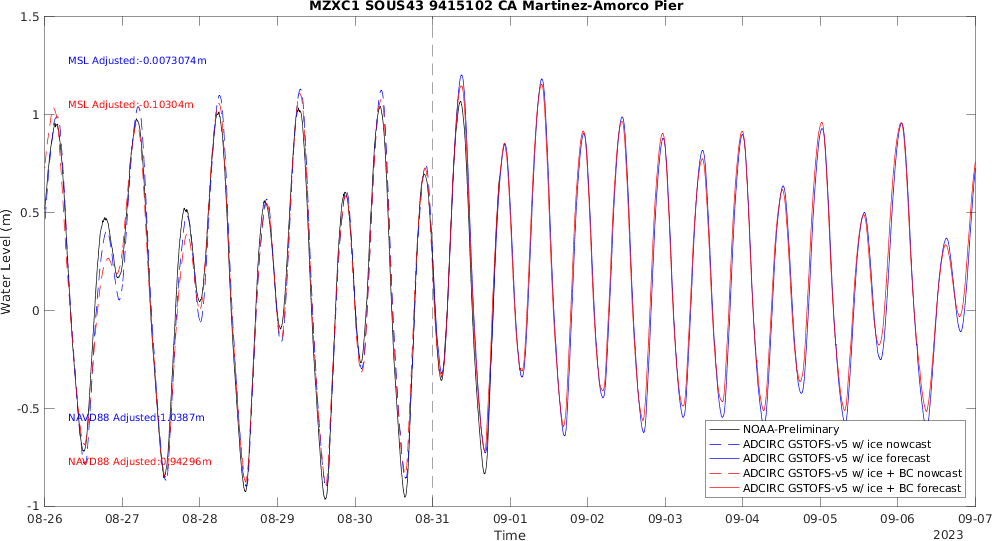 MZXC1 SOUS43 9415102 CA Martinez-Amorco Pier
1.5
1
0.5
0
-0.5
-1
Water Level (m)
MSL Adjusted:-0.0073074m
MSL Adjusted:-0.10304m
NAVD88 Adjusted:1.0387m
NAVD88 Adjusted:0.94296m
NOAA-Preliminary
ADCIRC GSTOFS-v5 w/ ice nowcast
ADCIRC GSTOFS-v5 w/ ice forecast
ADCIRC GSTOFS-v5 w/ ice + BC nowcast
ADCIRC GSTOFS-v5 w/ ice + BC forecast
08-26 08-27 08-28 08-29 08-30 08-31 09-01 09-02 09-03 09-04 09-05 09-06 09-07
Time
2023